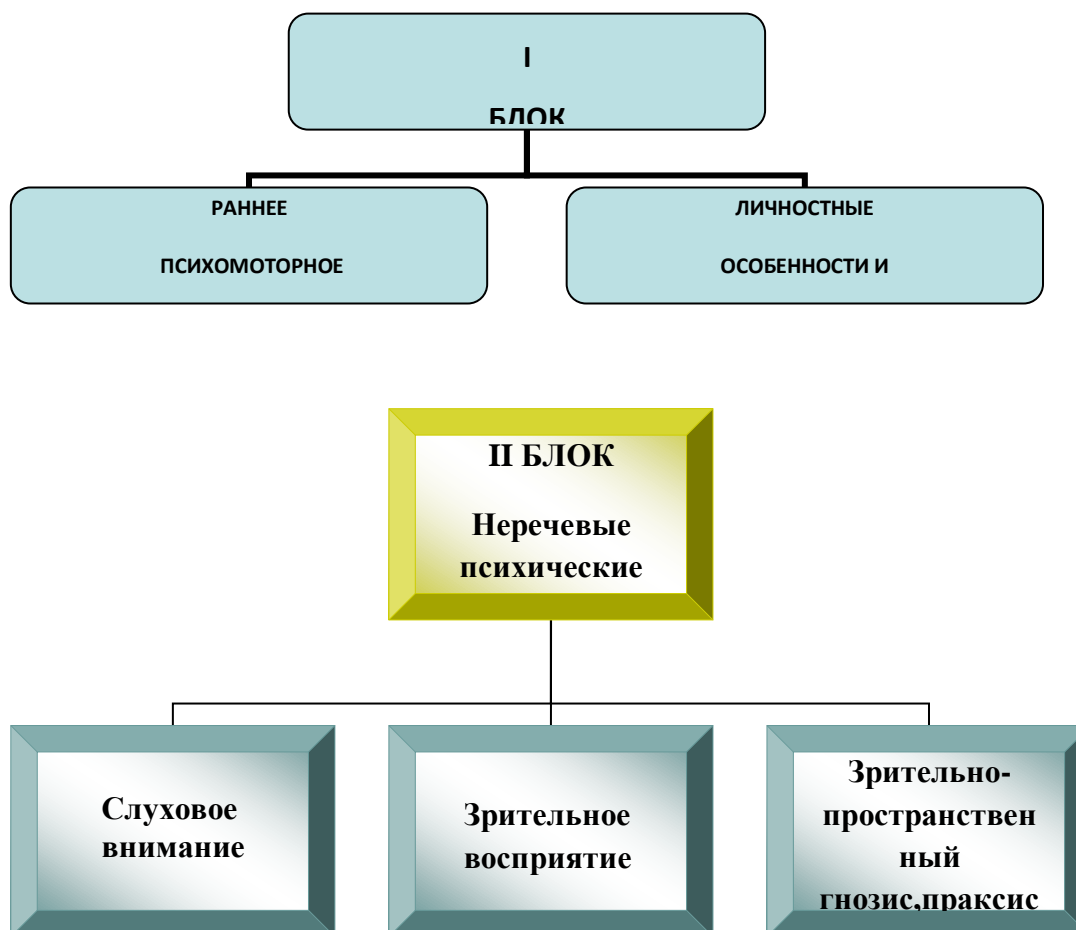 I
БЛОК
РАННЕЕ
ПСИХОМОТОРНОЕ
ЛИЧНОСТНЫЕ
ОСОБЕННОСТИ И
II БЛОК
Неречевые
психические
Слуховое
внимание
Зрительное
восприятие
Зрительно-
пространствен
ный
гнозис,праксис